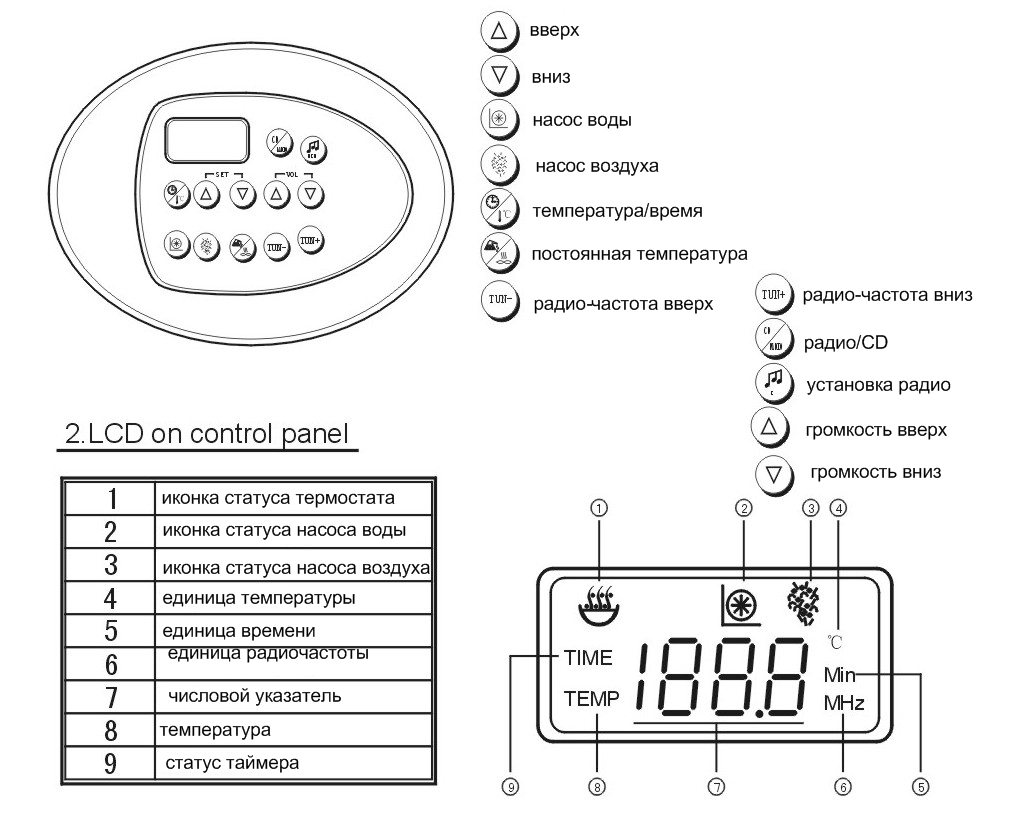 SET
VOL
TUN-
TUN+
вверх
вниз
насос воды
насос воздуха
°C
температура/время
постоянная температура
TUN-
радио-частота вверх
TUN+
радио-частота вниз
CD
радио/CD
установка радио
громкость вверх
громкость вниз
2.LCD on control panel
1 иконка статуса термостата
2 иконка статуса насоса воды
3 иконка статуса насоса воздуха
4 единица температуры
5 единица времени
6 единица радиочастоты
7 числовой указатель
8 температура
9 статус таймера
1 2 3 4
°C
TIME
188.8
Min
TEMP
MHz
9 8 7 6 5